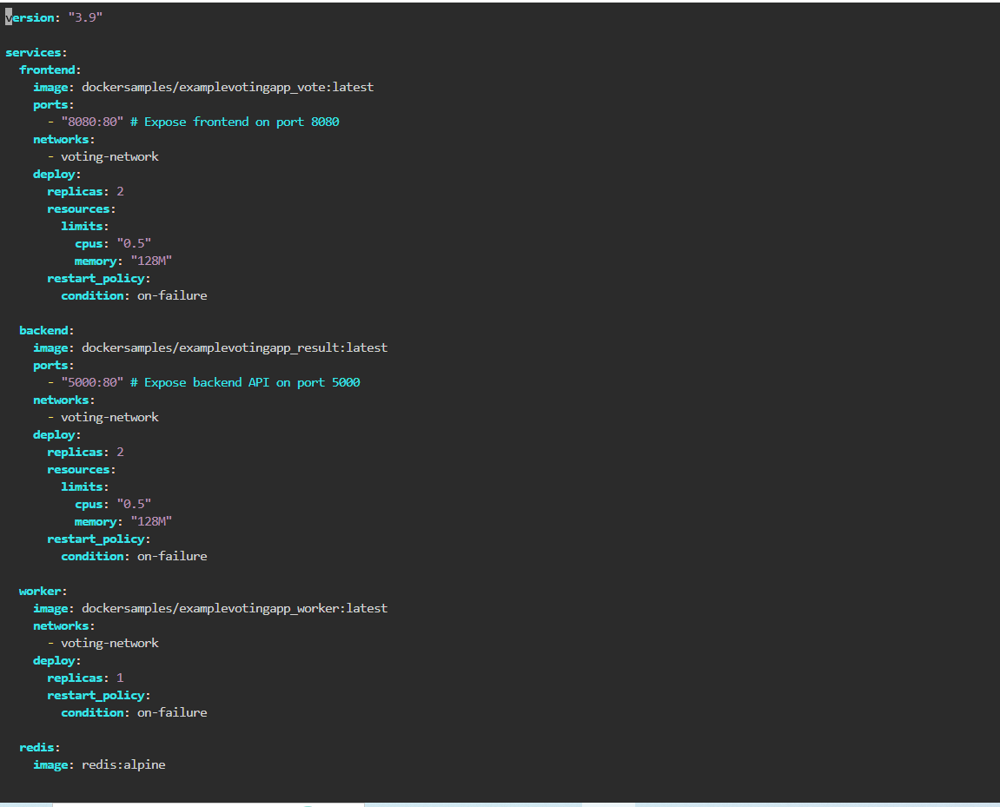 version: "3.9"
services:
frontend:
image: dockersamples/examplevotingapp_vote:latest
ports:
- "8080:80" # Expose frontend on port 8080
networks:
- voting-network
deploy:
replicas: 2
resources:
limits:
cpus: "0.5"
memory: "128M"
restart_policy:
condition: on-failure
backend:
image: dockersamples/examplevotingapp_result:latest
ports:
- "5000:80" # Expose backend API on port 5000
networks:
- voting-network
deploy:
replicas: 2
resources:
limits:
cpus: "0.5"
memory: "128M"
restart_policy:
condition: on-failure
worker:
image: dockersamples/examplevotingapp_worker:latest
networks:
- voting-network
deploy:
replicas: 1
restart_policy:
condition: on-failure
redis:
image: redis:alpine